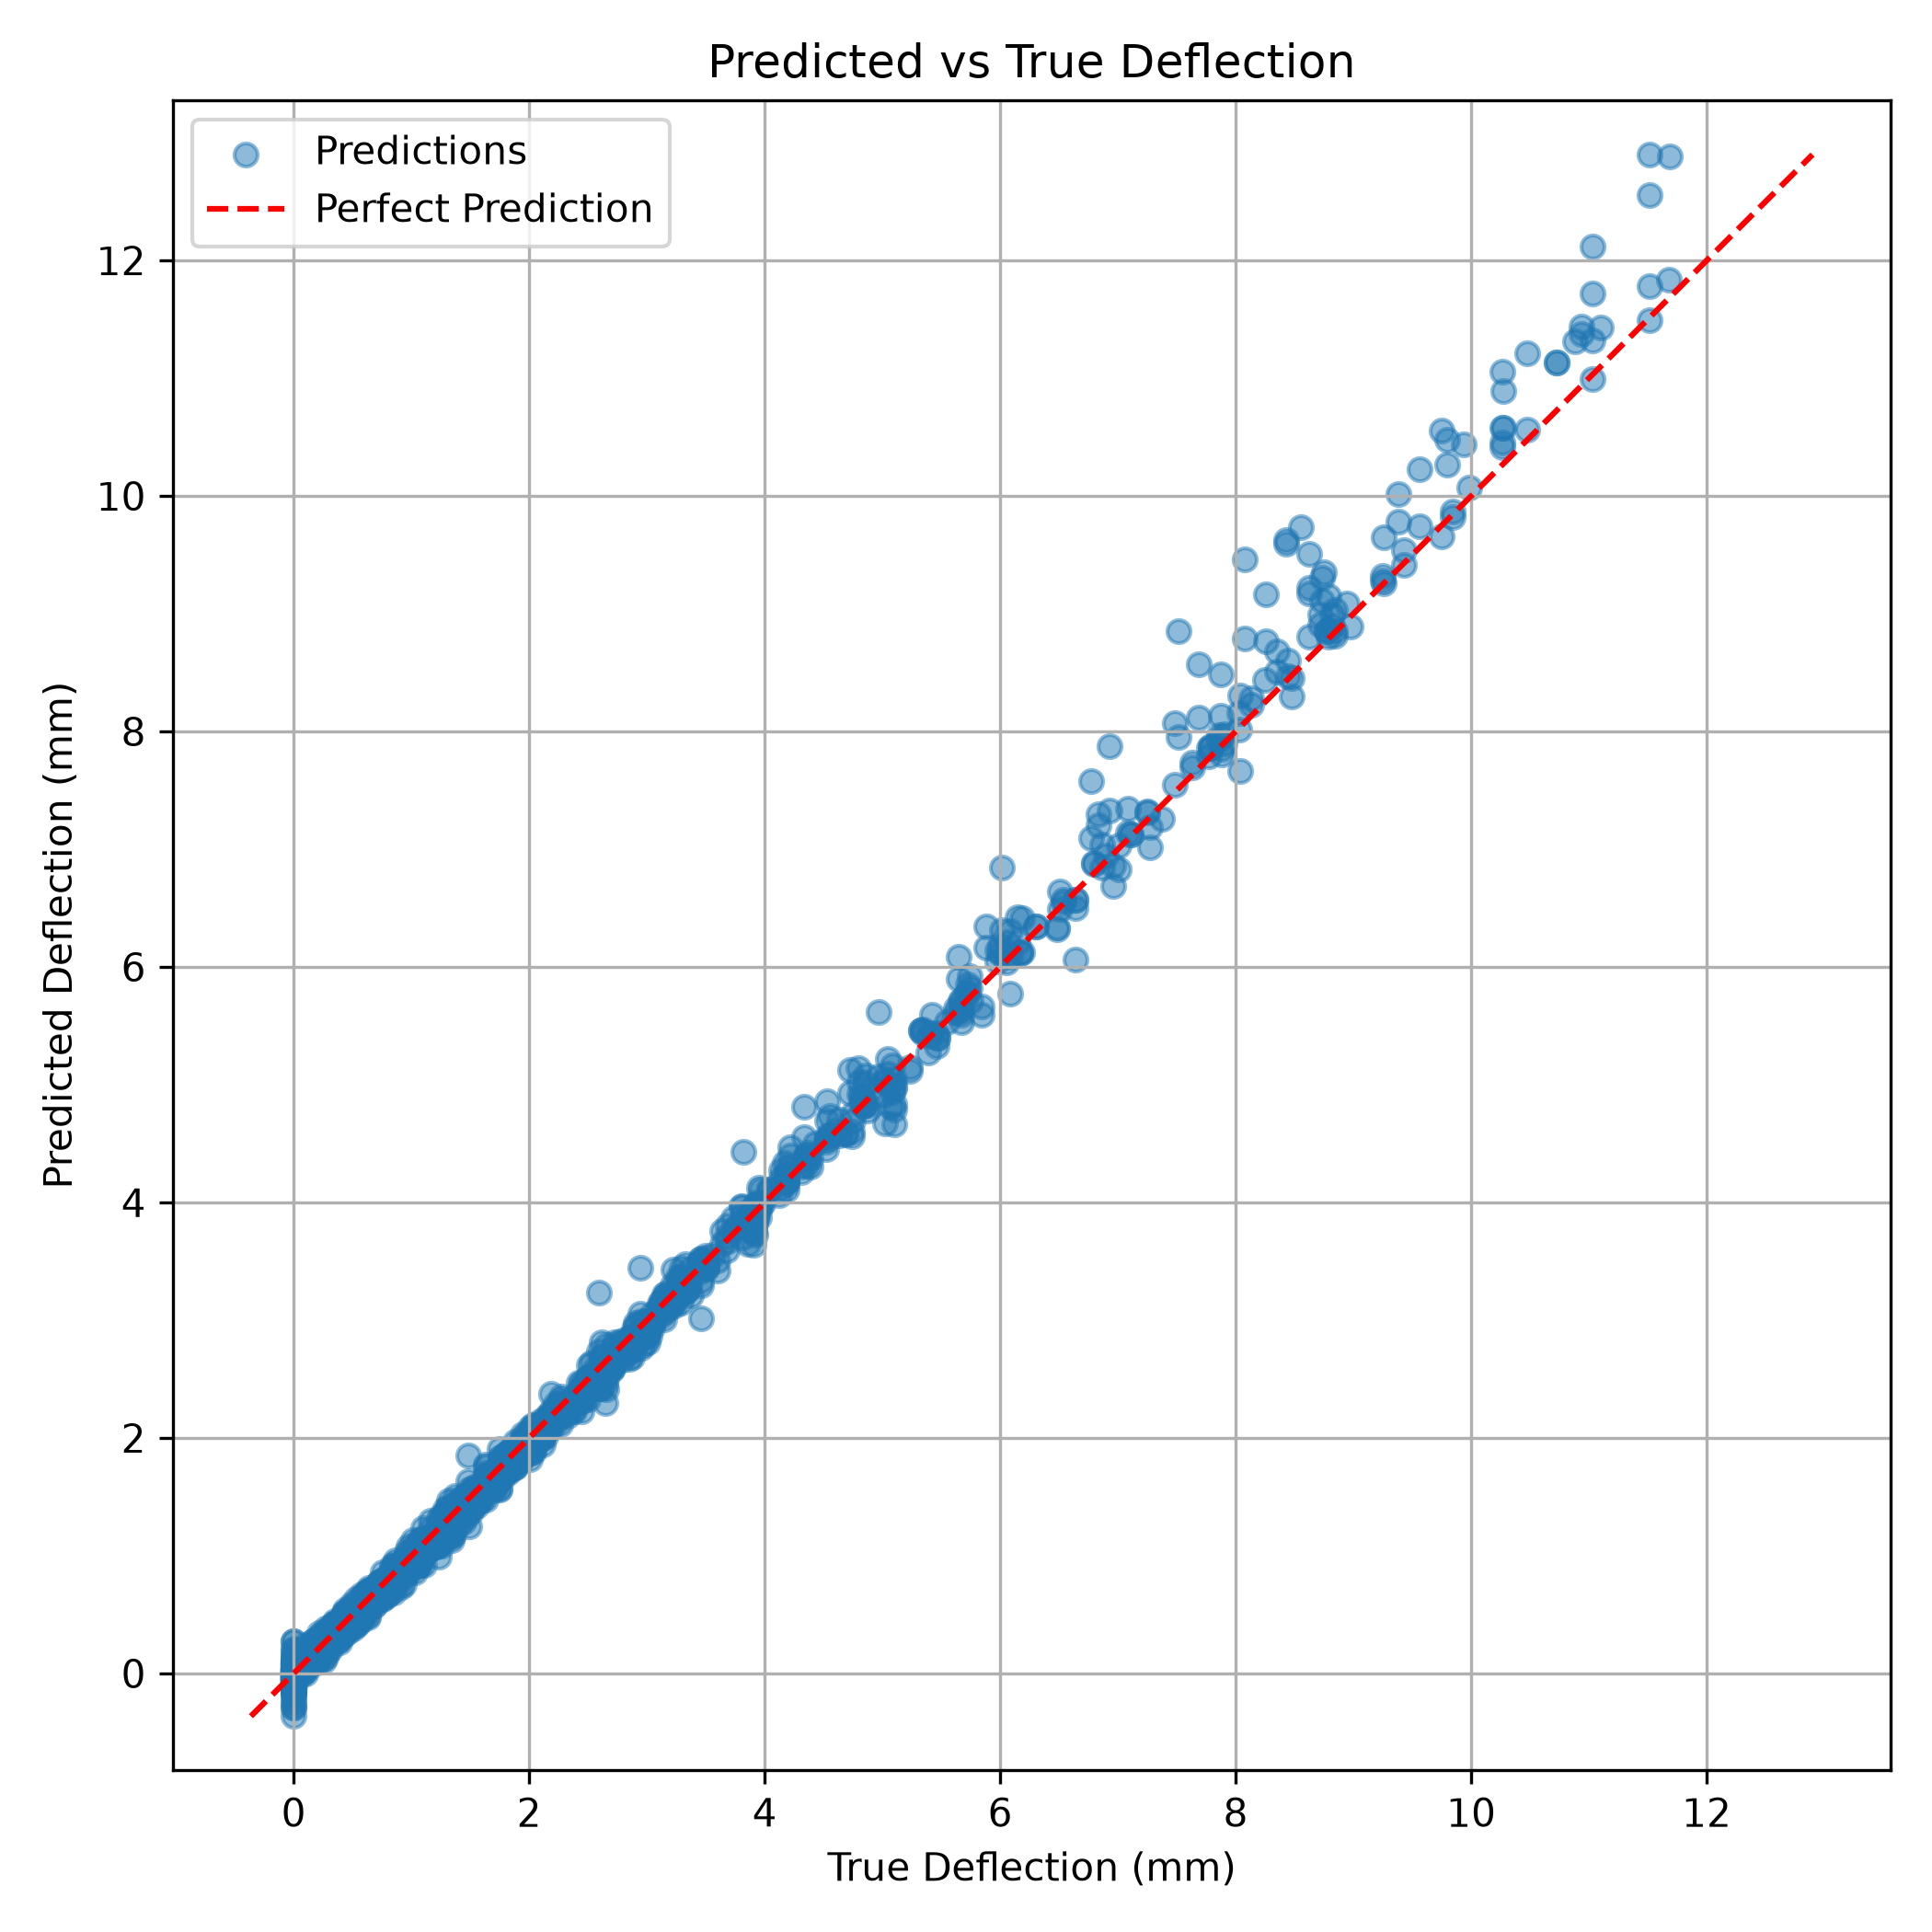 Predicted vs True Deflection
Predictions
Perfect Prediction
Predicted Deflection (mm)
12
10
8
6
4
2
0
0 2 4 6 8 10 12
True Deflection (mm)